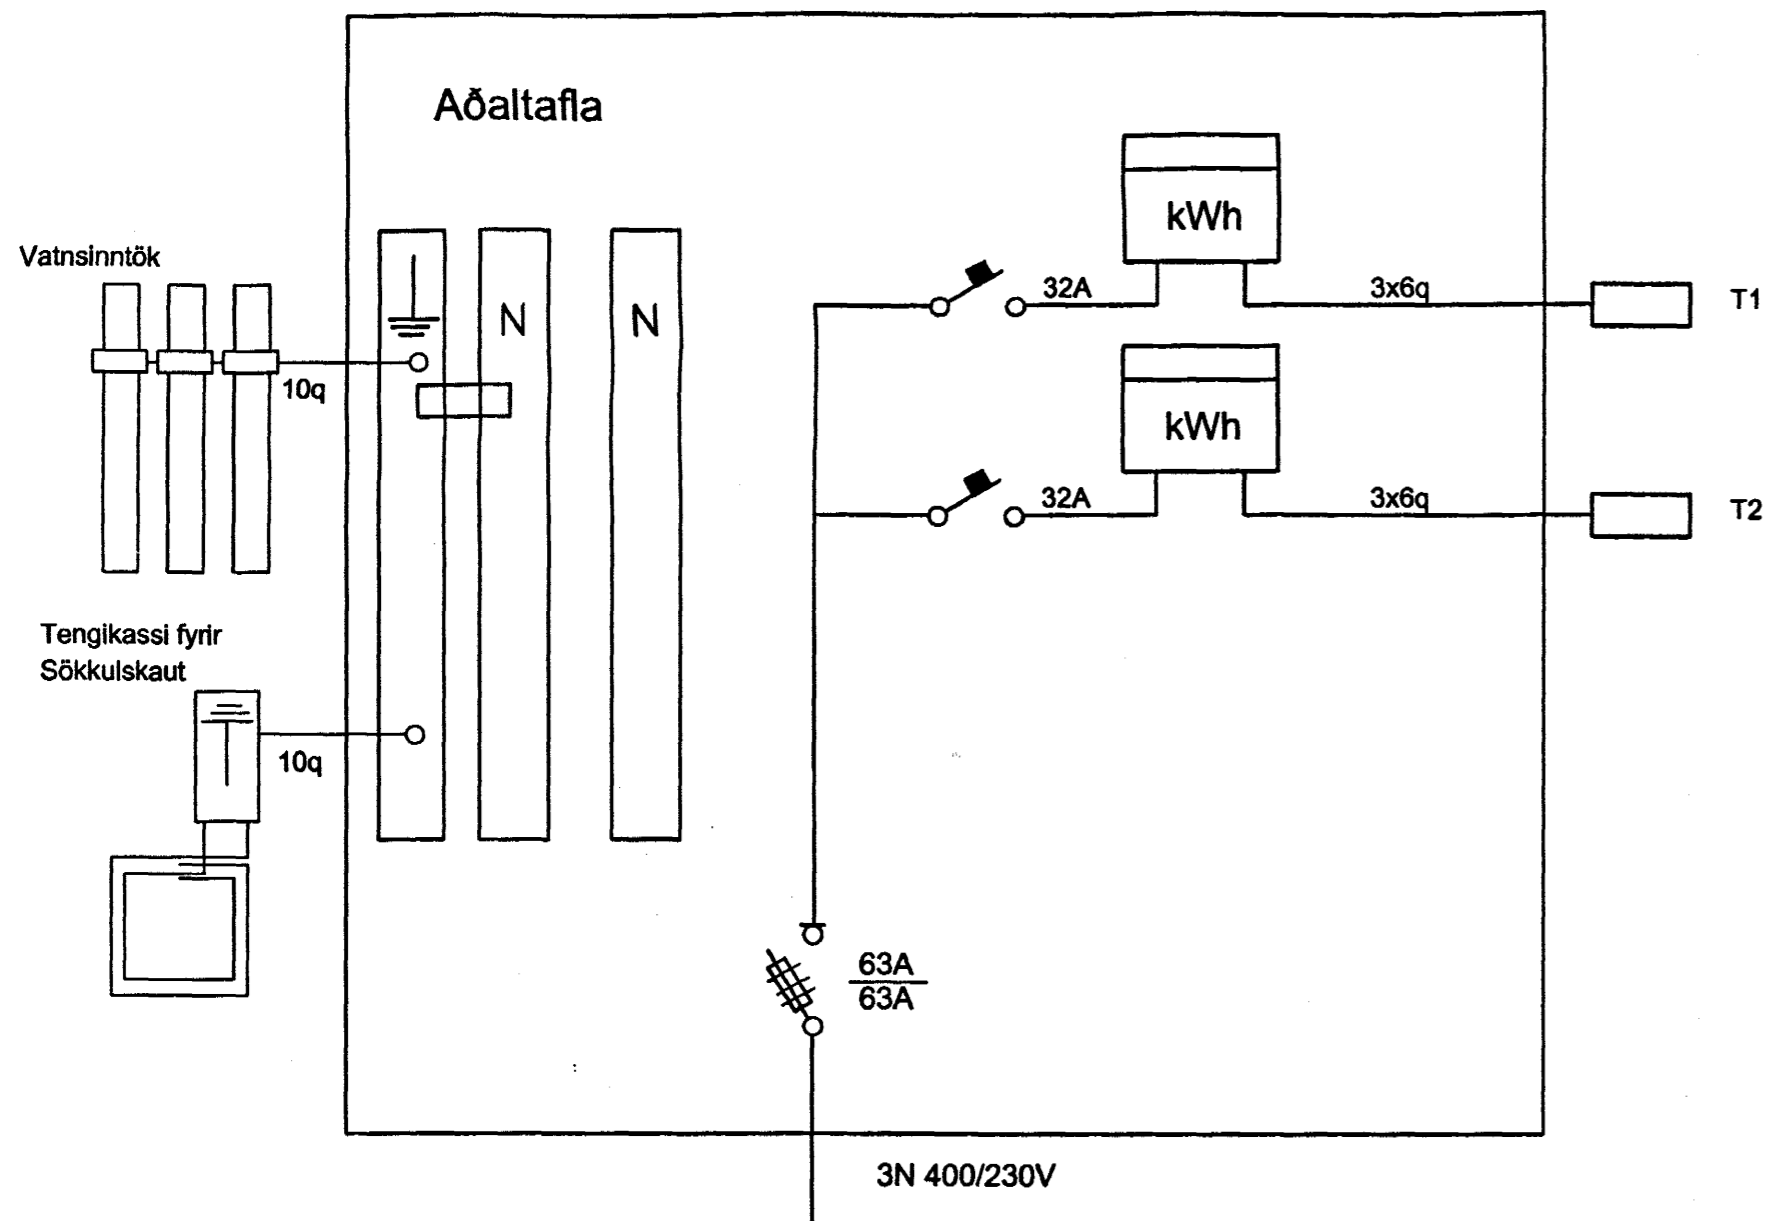 Aðaltafla
kWh
Vatnsinntök
32A
3x6q
T1
N
N
10q
kWh
32A
3x6q
T2
Tengikassi fyrir
Sökkulskaut
10q
63A
63A
3N 400/230V